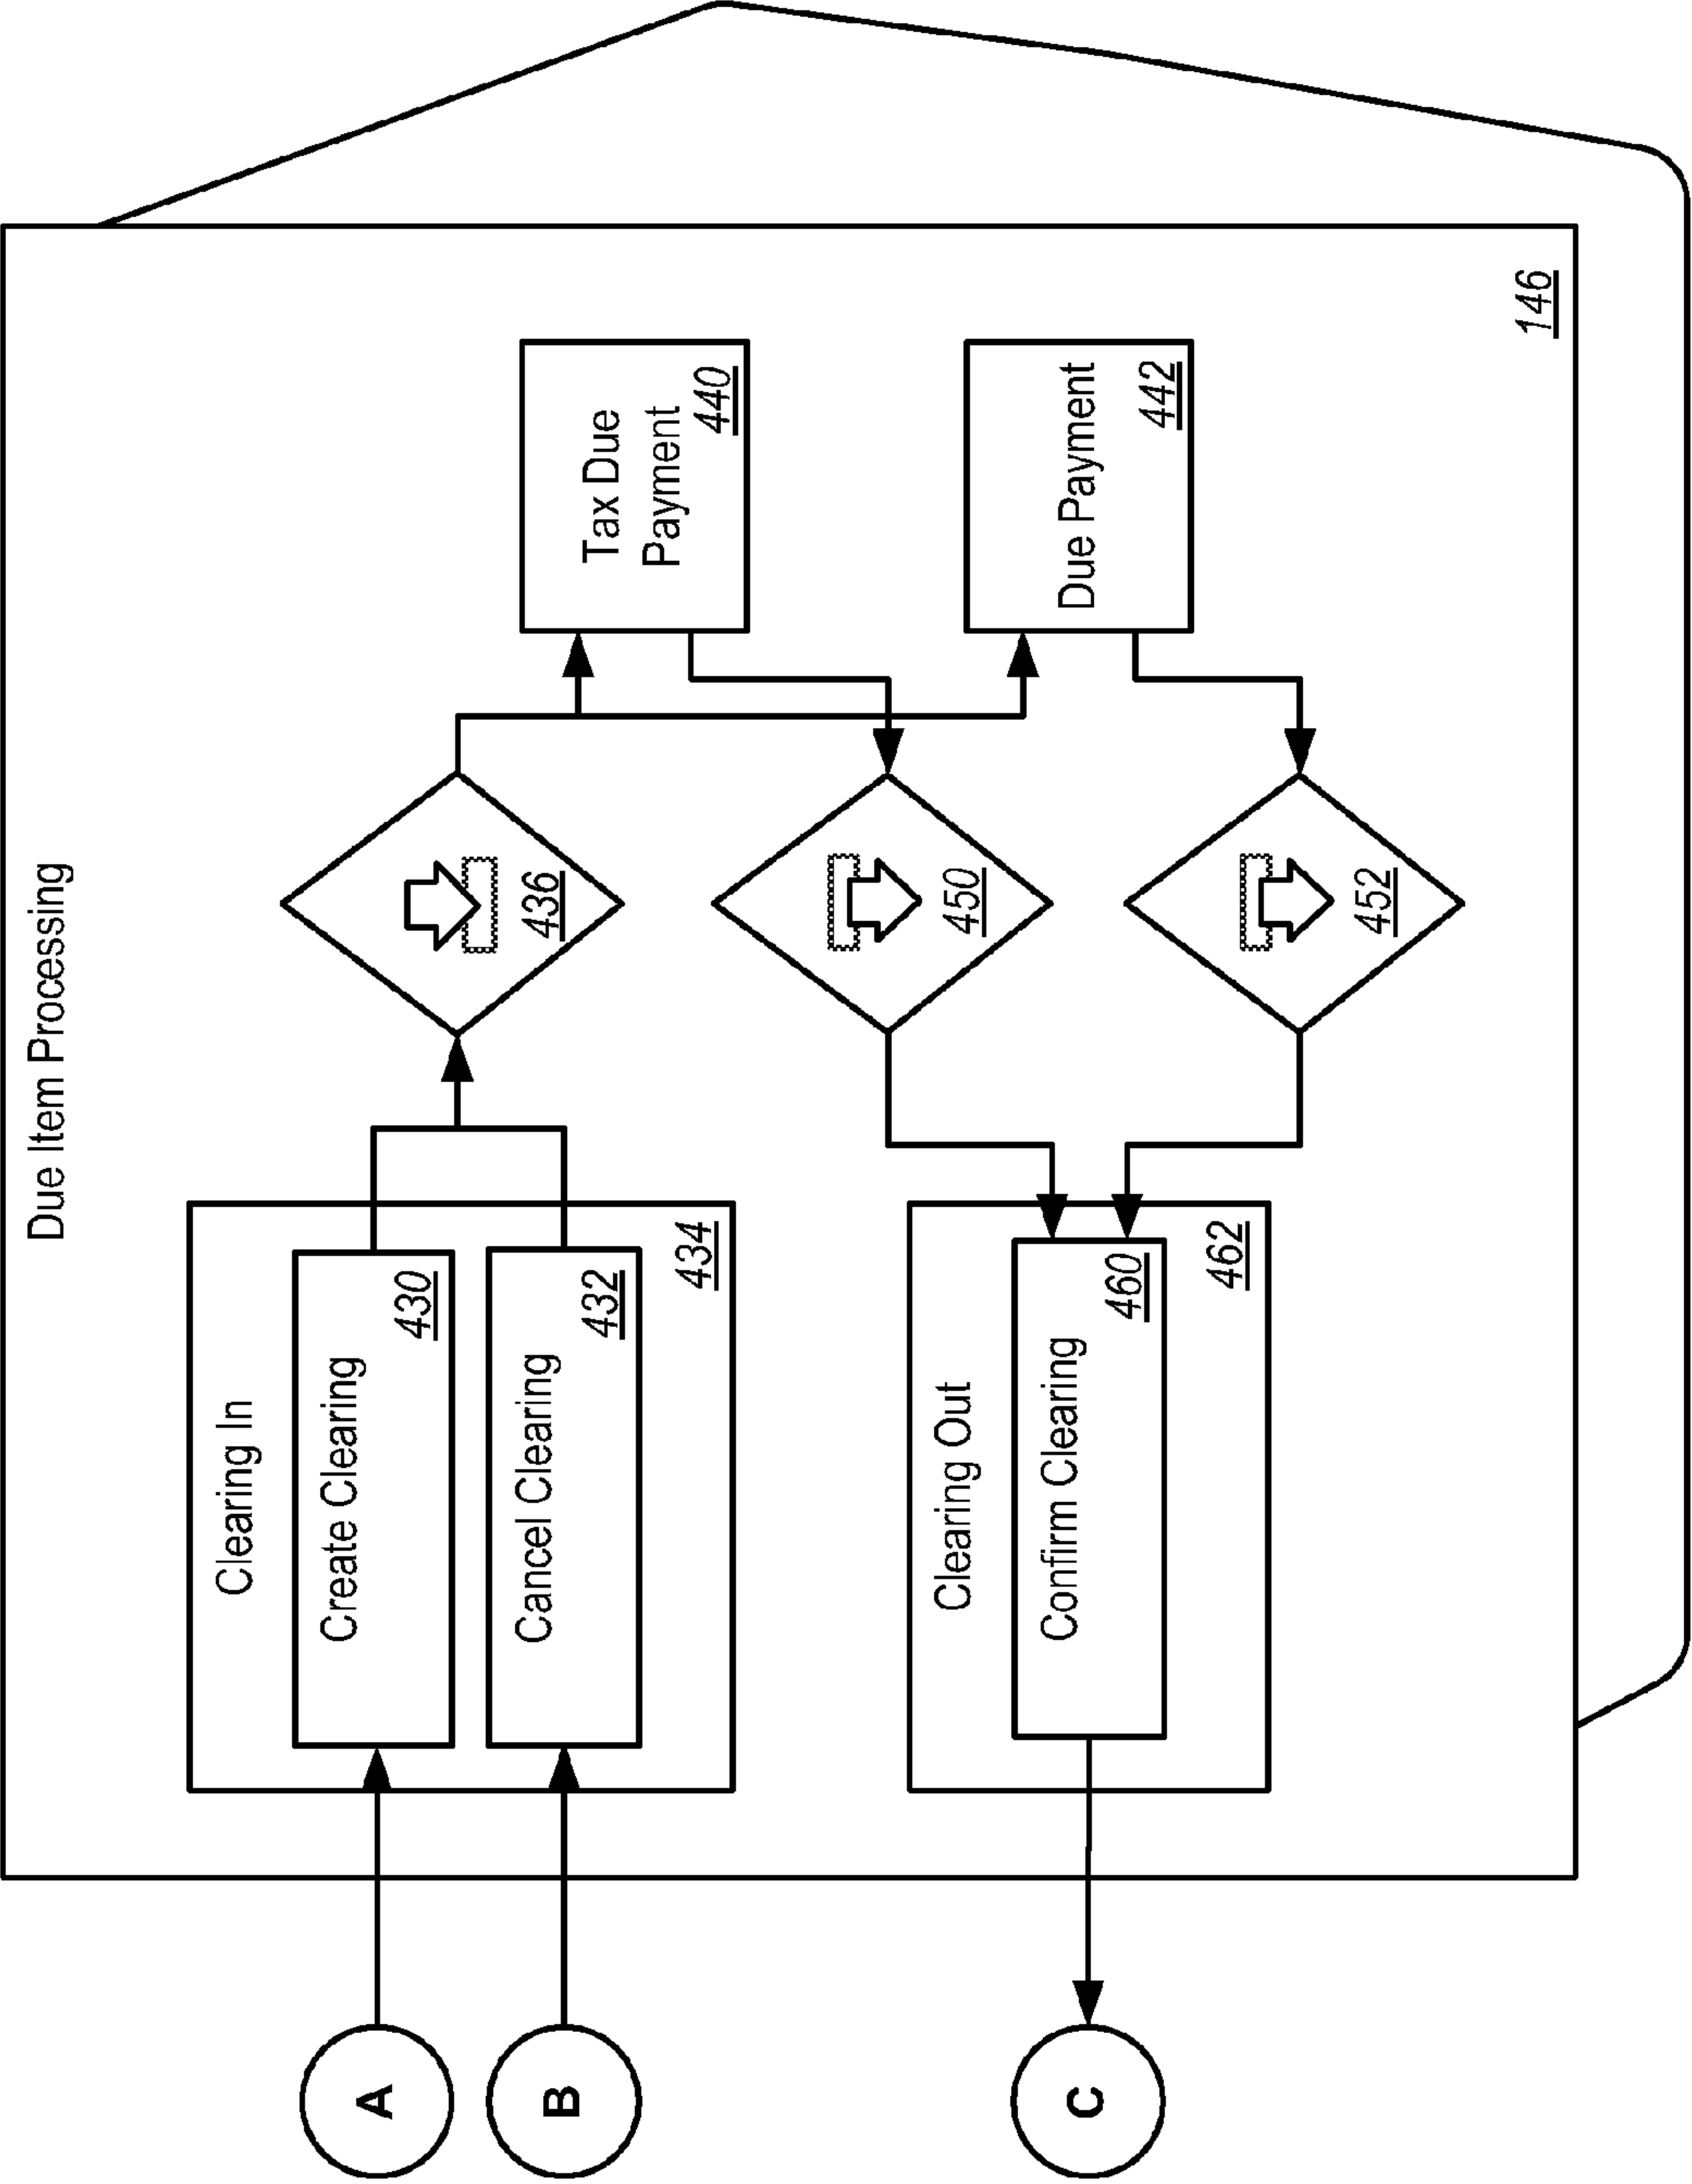 Due Item Processing
Clearing In
A
Create Clearing
430
B
Cancel Clearing
432
434
436
Tax Due
Payment
440
450
Due Payment
442
452
Clearing Out
C
Confirm Clearing
460
462
146